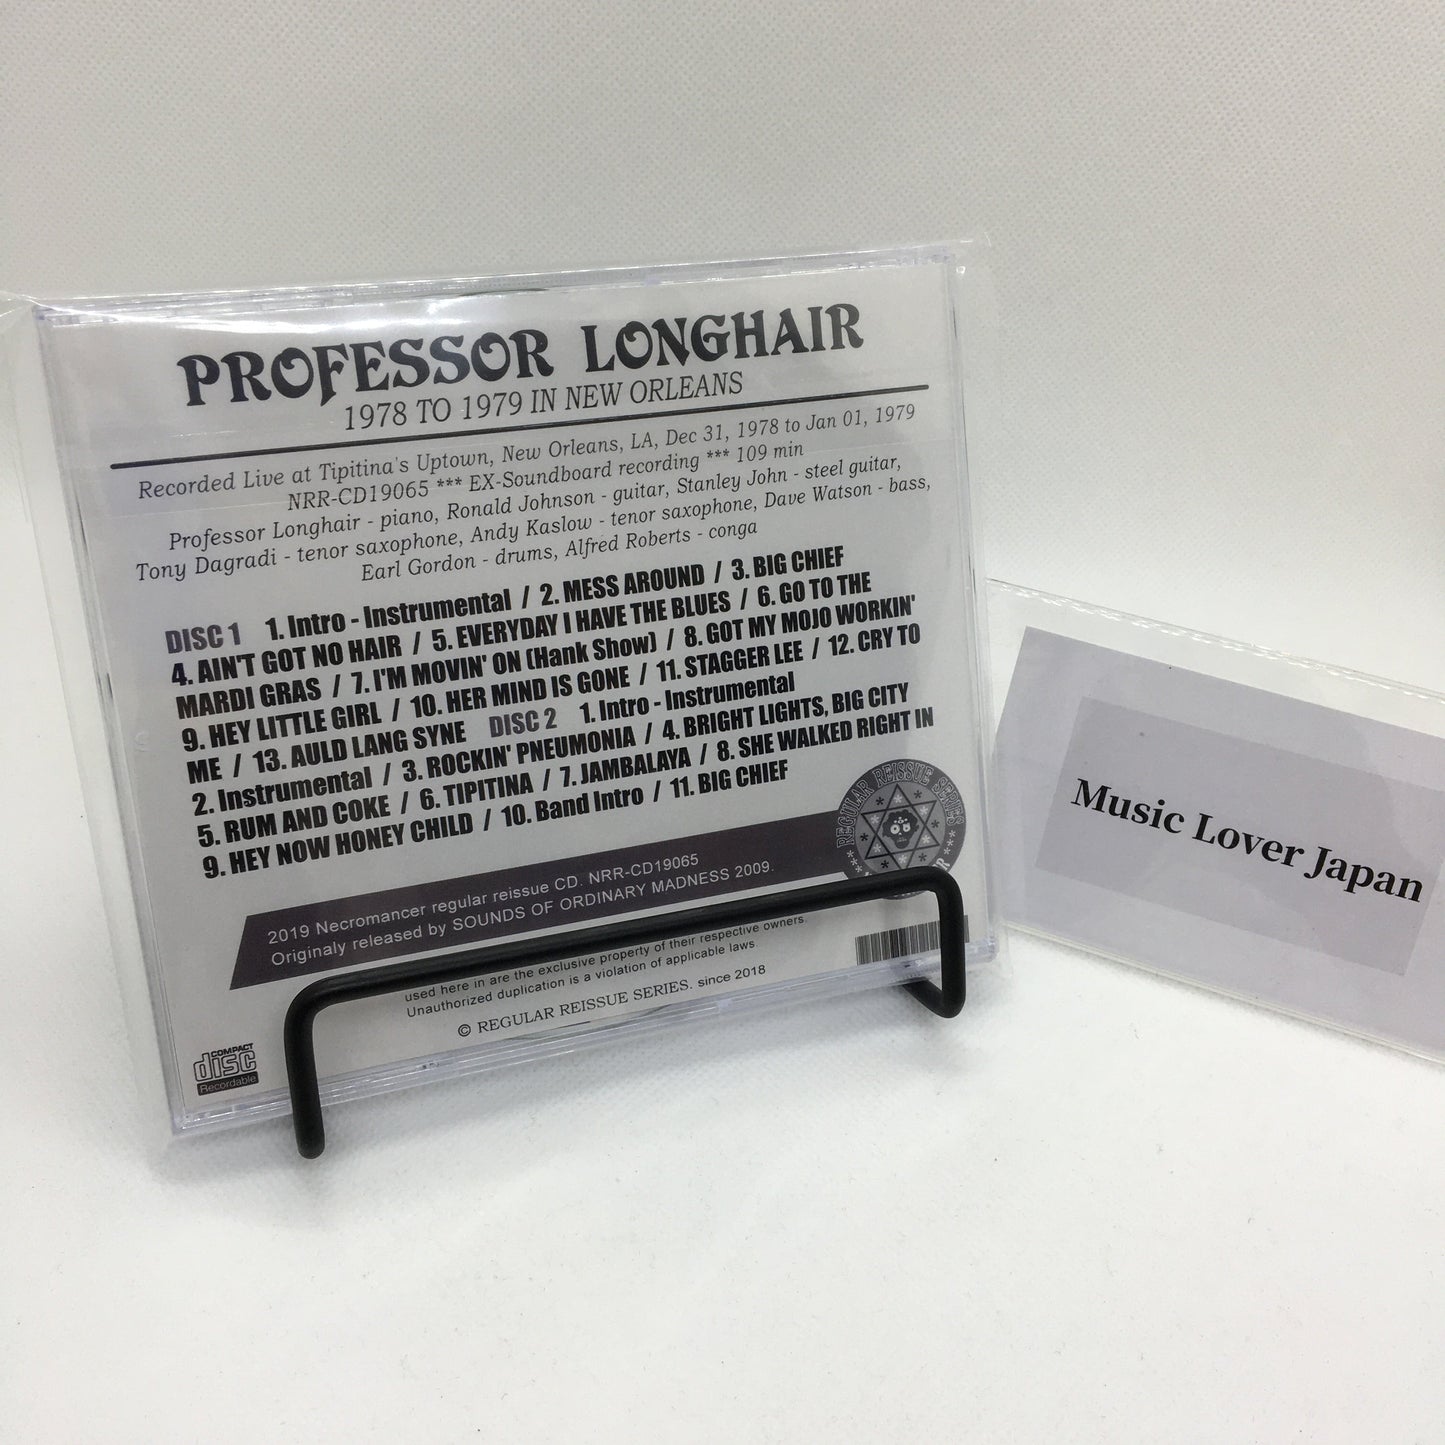 PROFESSOR LONGHAIR
1978 TO 1979 IN NEW ORLEANS
Recorded Live at Tipitina's Uptown, New Orleans, LA, Dec 31, 1978 to Jan 01, 1979
NRR-CD19065 *** EX-Soundboard recording *** 109 min
Professor Longhair - piano, Ronald Johnson - guitar, Stanley John - steel guitar,
Tony Dagradi - tenor saxophone, Andy Kaslow - tenor saxophone, Dave Watson - bass,
Earl Gordon - drums, Alfred Roberts - conga
DISC 1 1. Intro - Instrumental / 2. MESS AROUND / 3. BIG CHIEF
4. AIN'T GOT NO HAIR / 5. EVERYDAY I HAVE THE BLUES / 6. GO TO THE
MARDI GRAS / 7. I'M MOVIN' ON (Hank Show) / 8. GOT MY MOJO WORKIN'
9. HEY LITTLE GIRL / 10. HER MIND IS GONE / 11. STAGGER LEE / 12. CRY TO
ME / 13. AULD LANG SYNE DISC 2 1. Intro - Instrumental
2. Instrumental / 3. ROCKIN' PNEUMONIA / 4. BRIGHT LIGHTS, BIG CITY
5. RUM AND COKE / 6. TIPITINA / 7. JAMBALAYA / 8. SHE WALKED RIGHT IN
9. HEY NOW HONEY CHILD / 10. Band Intro / 11. BIG CHIEF
REGULAR REISSUE SERIES
2019 Necromancer regular reissue CD. NRR-CD19065
Originaly released by SOUNDS OF ORDINARY MADNESS 2009.
used here in are the exclusive property of their respective owners.
Unauthorized duplication is a violation of applicable laws.
© REGULAR REISSUE SERIES. since 2018
COMPACT
disc
Recordable
Music Lover Japan